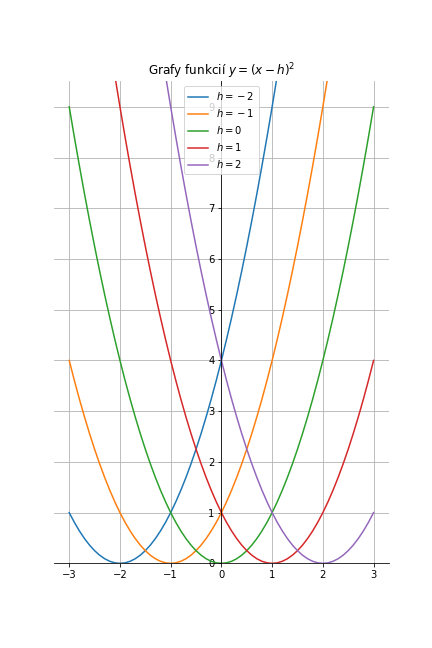 Grafy funkcií y = (x − h)²
h = −2
h = −1
h = 0
h = 1
h = 2
9
8
7
6
5
4
3
2
1
0
−3 −2 −1 0 1 2 3